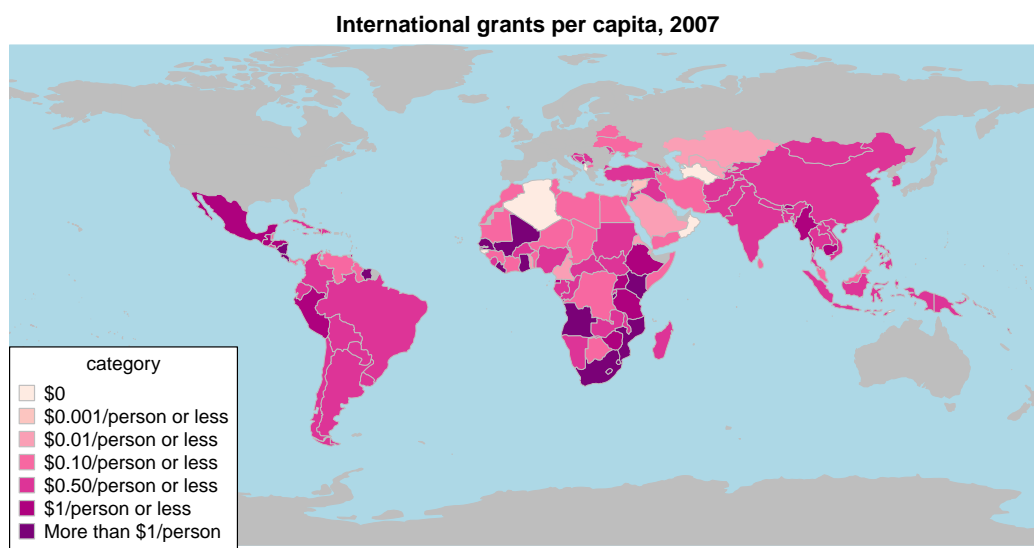 International grants per capita, 2007
category
$0
$0.001/person or less
$0.01/person or less
$0.10/person or less
$0.50/person or less
$1/person or less
More than $1/person